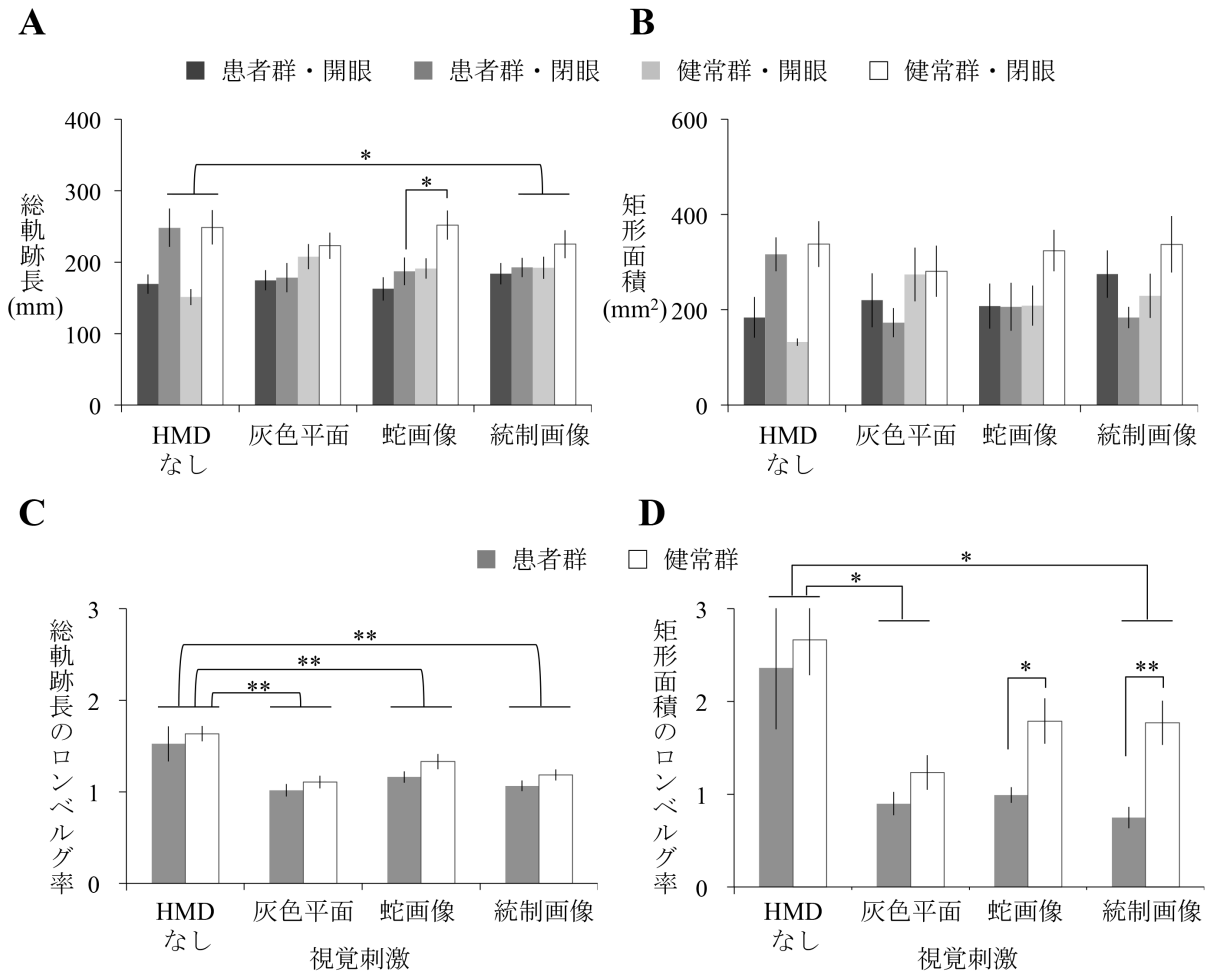 A
B
患者群・開眼 患者群・閉眼 健常群・開眼 健常群・閉眼
400
300
200
100
0
総軌跡長
(mm)
*
*
HMD
なし
灰色平面
蛇画像
統制画像
600
400
200
0
矩形面積
(mm²)
HMD
なし
灰色平面
蛇画像
統制画像
C
D
患者群 健常群
3
2
1
0
総軌跡長のロンベルグ率
**
**
**
HMD
なし
灰色平面
蛇画像
統制画像
視覚刺激
3
2
1
0
矩形面積のロンベルグ率
*
*
*
**
HMD
なし
灰色平面
蛇画像
統制画像
視覚刺激